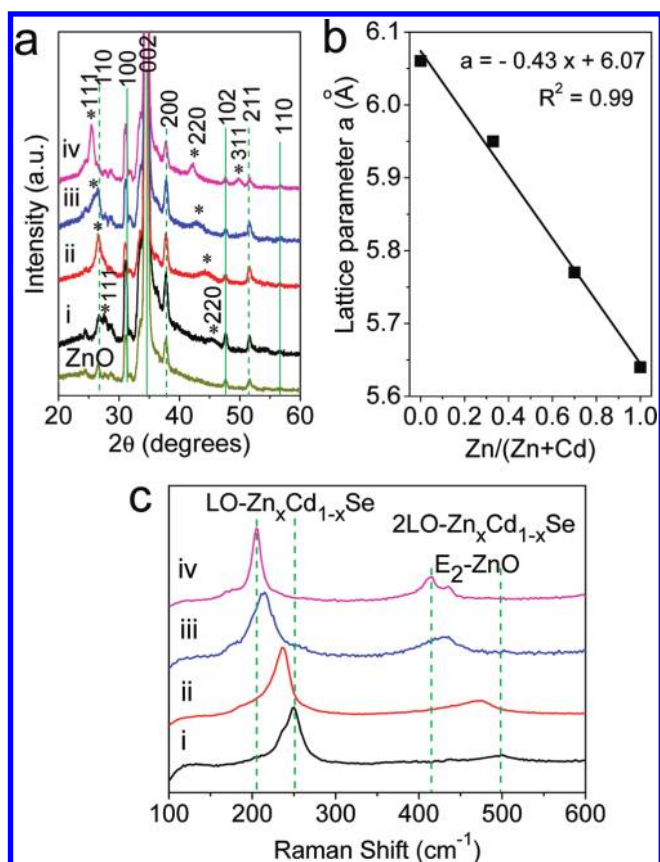 a
*111
110
100
002
200
*220
*311
102
211
110
iv
iii
*
*
ii
*
*
i
*111
*220
ZnO
Intensity (a.u.)
20 30 40 50 60
2θ (degrees)
b
a = - 0.43 x + 6.07
R² = 0.99
6.1
6.0
5.9
5.8
5.7
5.6
Lattice parameter a (Å)
0.0 0.2 0.4 0.6 0.8 1.0
Zn/(Zn+Cd)
c
LO-ZnₓCd₁₋ₓSe
2LO-ZnₓCd₁₋ₓSe
E₂-ZnO
iv
iii
ii
i
Intensity (a.u.)
100 200 300 400 500 600
Raman Shift (cm⁻¹)